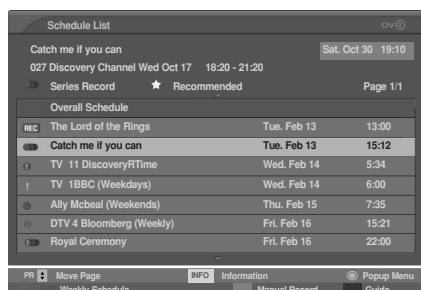 Schedule List
DVB
Catch me if you can
Sat. Oct 30 19:10
027 Discovery Channel Wed Oct 17 18:20 - 21:20
Series Record ★ Recommended Page 1/1
Overall Schedule
REC The Lord of the Rings Tue. Feb 13 13:00
Catch me if you can Tue. Feb 13 15:12
TV 11 DiscoveryRTime Wed. Feb 14 5:34
! TV 1BBC (Weekdays) Wed. Feb 14 6:00
Ally Mcbeal (Weekends) Thu. Feb 15 7:35
DTV 4 Bloomberg (Weekly) Fri. Feb 16 15:21
Royal Ceremony Fri. Feb 16 22:00
PR Move Page INFO Information Popup Menu
Weekly Schedule Manual Record Guide